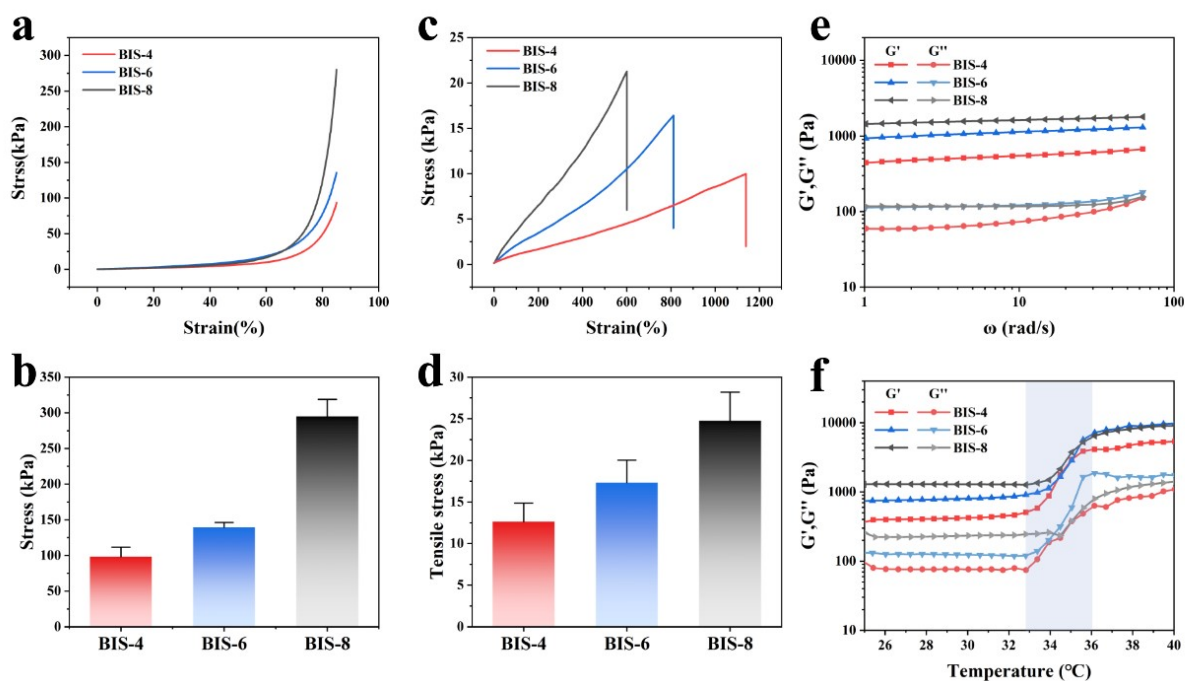 a
BIS-4
BIS-6
BIS-8
Strss(kPa)
300
250
200
150
100
50
0
0 20 40 60 80 100
Strain(%)
c
BIS-4
BIS-6
BIS-8
Stress (kPa)
25
20
15
10
5
0
0 200 400 600 800 1000 1200
Strain(%)
e
G' G''
BIS-4
BIS-6
BIS-8
G',G'' (Pa)
10000
1000
100
10
1 10 100
ω (rad/s)
b
Stress (kPa)
350
300
250
200
150
100
50
0
BIS-4 BIS-6 BIS-8
d
Tensile stress (kPa)
30
25
20
15
10
5
0
BIS-4 BIS-6 BIS-8
f
G' G''
BIS-4
BIS-6
BIS-8
G',G'' (Pa)
10000
1000
100
10
26 28 30 32 34 36 38 40
Temperature (℃)